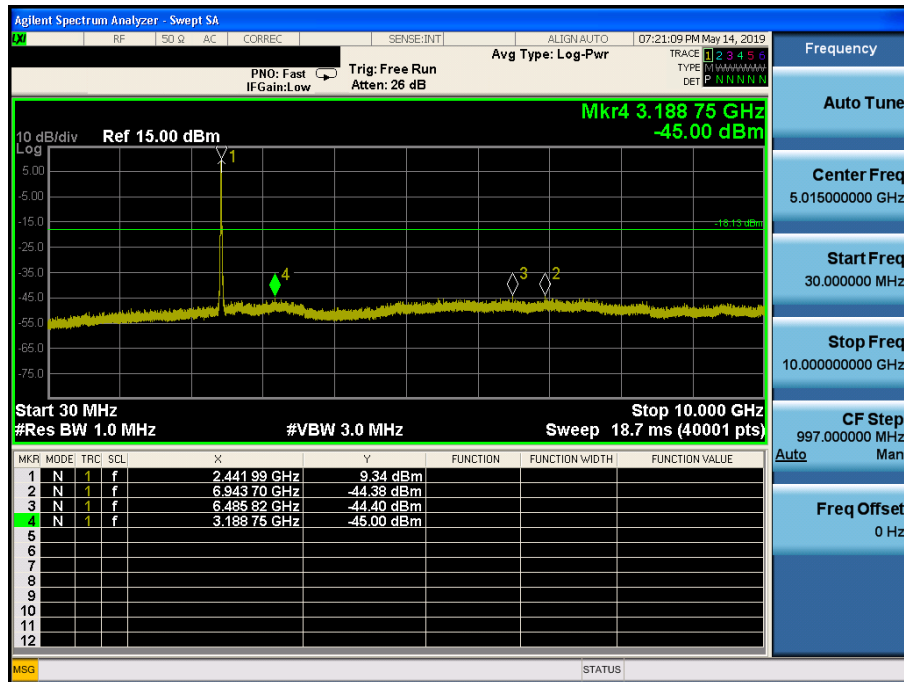 Agilent Spectrum Analyzer - Swept SA
LXI RF 50 Ω AC CORREC SENSE:INT ALIGN AUTO 07:21:09 PM May 14, 2019
Avg Type: Log-Pwr
TRACE 1 2 3 4 5 6
PNO: Fast Trig: Free Run
TYPE M W W W W W
IFGain:Low Atten: 26 dB
DET P N N N N N
Mkr4 3.188 75 GHz
-45.00 dBm
10 dB/div Ref 15.00 dBm
Log
1
5.00
-5.00
-15.0
-18.13 dBm
-25.0
-35.0
4
3
2
-45.0
-55.0
-65.0
-75.0
Start 30 MHz Stop 10.000 GHz
#Res BW 1.0 MHz #VBW 3.0 MHz Sweep 18.7 ms (40001 pts)
MKR MODE TRC SCL X Y FUNCTION FUNCTION WIDTH FUNCTION VALUE
1 N 1 f 2.441 99 GHz 9.34 dBm
2 N 1 f 6.943 70 GHz -44.38 dBm
3 N 1 f 6.485 82 GHz -44.40 dBm
4 N 1 f 3.188 75 GHz -45.00 dBm
5
6
7
8
9
10
11
12
MSG STATUS
Frequency
Auto Tune
Center Freq
5.015000000 GHz
Start Freq
30.000000 MHz
Stop Freq
10.000000000 GHz
CF Step
997.000000 MHz
Auto Man
Freq Offset
0 Hz